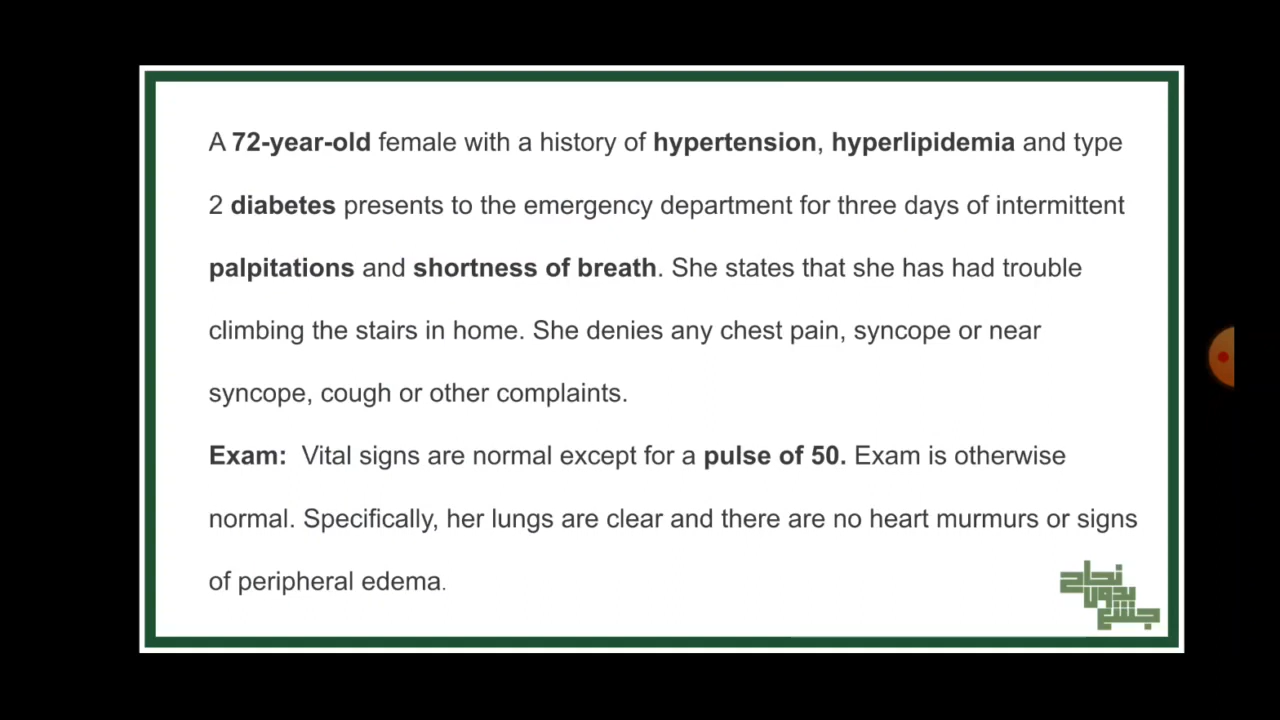 A 72-year-old female with a history of hypertension, hyperlipidemia and type
2 diabetes presents to the emergency department for three days of intermittent
palpitations and shortness of breath. She states that she has had trouble
climbing the stairs in home. She denies any chest pain, syncope or near
syncope, cough or other complaints.
Exam:  Vital signs are normal except for a pulse of 50. Exam is otherwise
normal. Specifically, her lungs are clear and there are no heart murmurs or signs
of peripheral edema.
نجاح
بدون
جشع